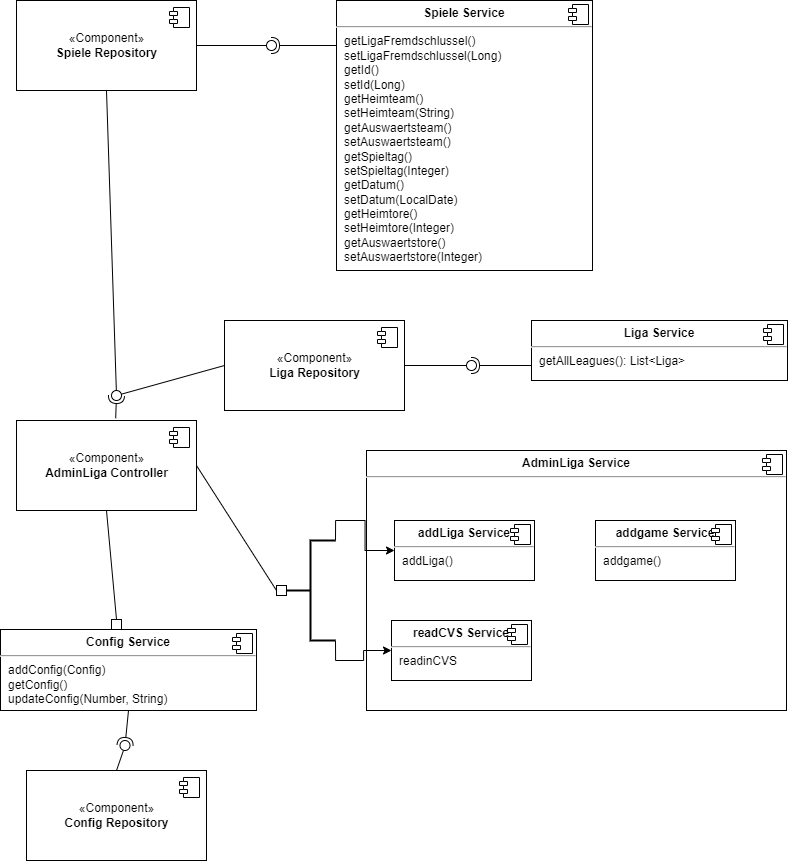 «Component»
Spiele Repository
Spiele Service
getLigaFremdschlussel()
setLigaFremdschlussel(Long)
getId()
setId(Long)
getHeimteam()
setHeimteam(String)
getAuswaertsteam()
setAuswaertsteam()
getSpieltag()
setSpieltag(Integer)
getDatum()
setDatum(LocalDate)
getHeimtore()
setHeimtore(Integer)
getAuswaertstore()
setAuswaertstore(Integer)
«Component»
Liga Repository
Liga Service
getAllLeagues(): List<Liga>
«Component»
AdminLiga Controller
AdminLiga Service
addLiga Service
addLiga()
addgame Service
addgame()
readCVS Service
readinCVS
Config Service
addConfig(Config)
getConfig()
updateConfig(Number, String)
«Component»
Config Repository